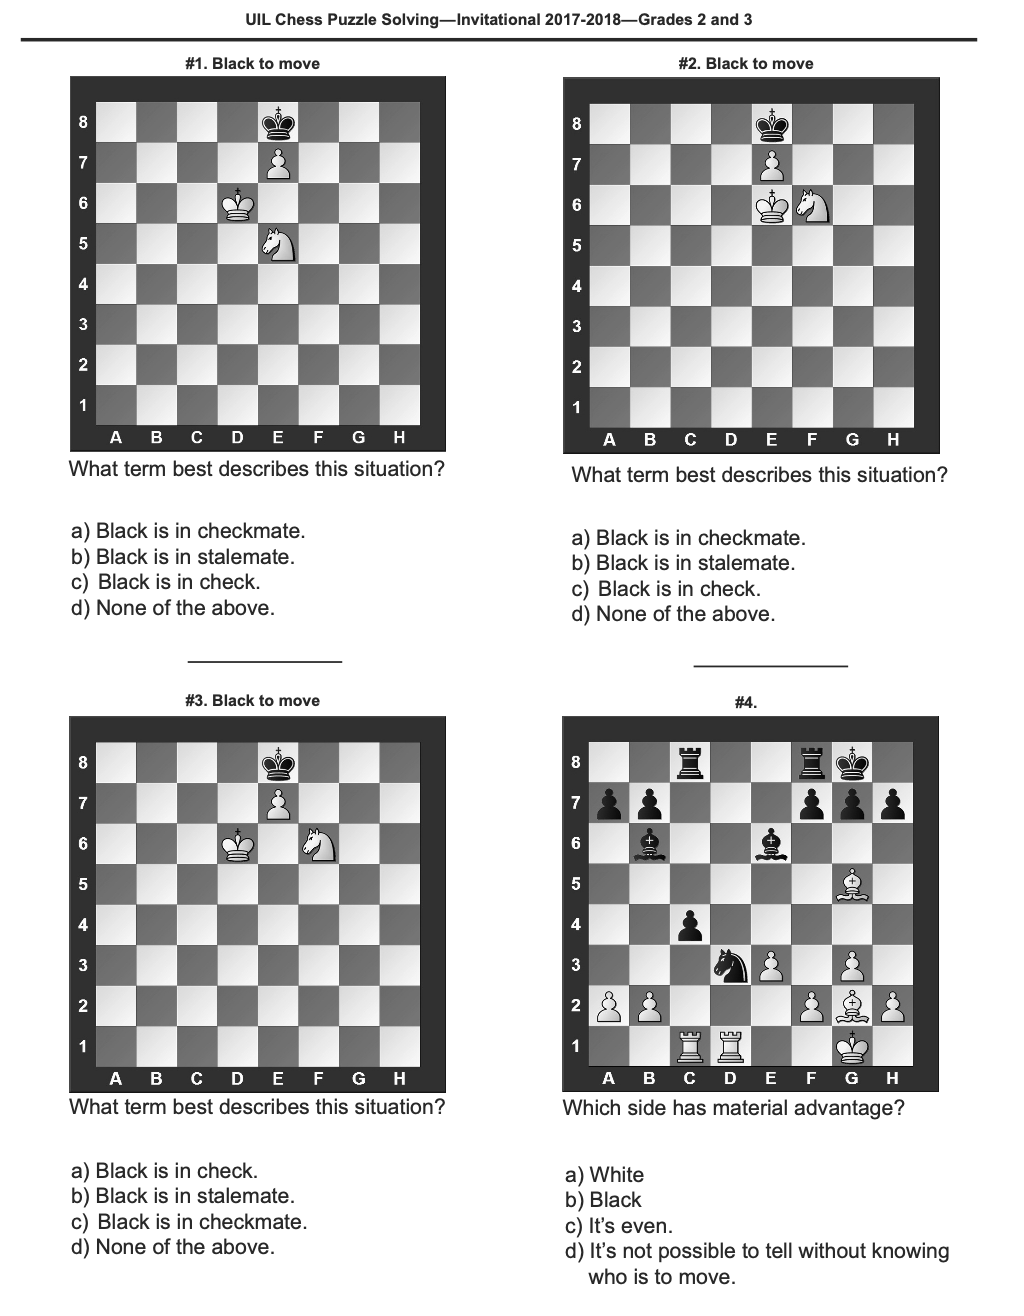 UIL Chess Puzzle Solving—Invitational 2017-2018—Grades 2 and 3
#1. Black to move
8
7
6
5
4
3
2
1
A B C D E F G H
What term best describes this situation?
a) Black is in checkmate.
b) Black is in stalemate.
c) Black is in check.
d) None of the above.
#2. Black to move
8
7
6
5
4
3
2
1
A B C D E F G H
What term best describes this situation?
a) Black is in checkmate.
b) Black is in stalemate.
c) Black is in check.
d) None of the above.
#3. Black to move
8
7
6
5
4
3
2
1
A B C D E F G H
What term best describes this situation?
a) Black is in check.
b) Black is in stalemate.
c) Black is in checkmate.
d) None of the above.
#4.
8
7
6
5
4
3
2
1
A B C D E F G H
Which side has material advantage?
a) White
b) Black
c) It's even.
d) It's not possible to tell without knowing
who is to move.